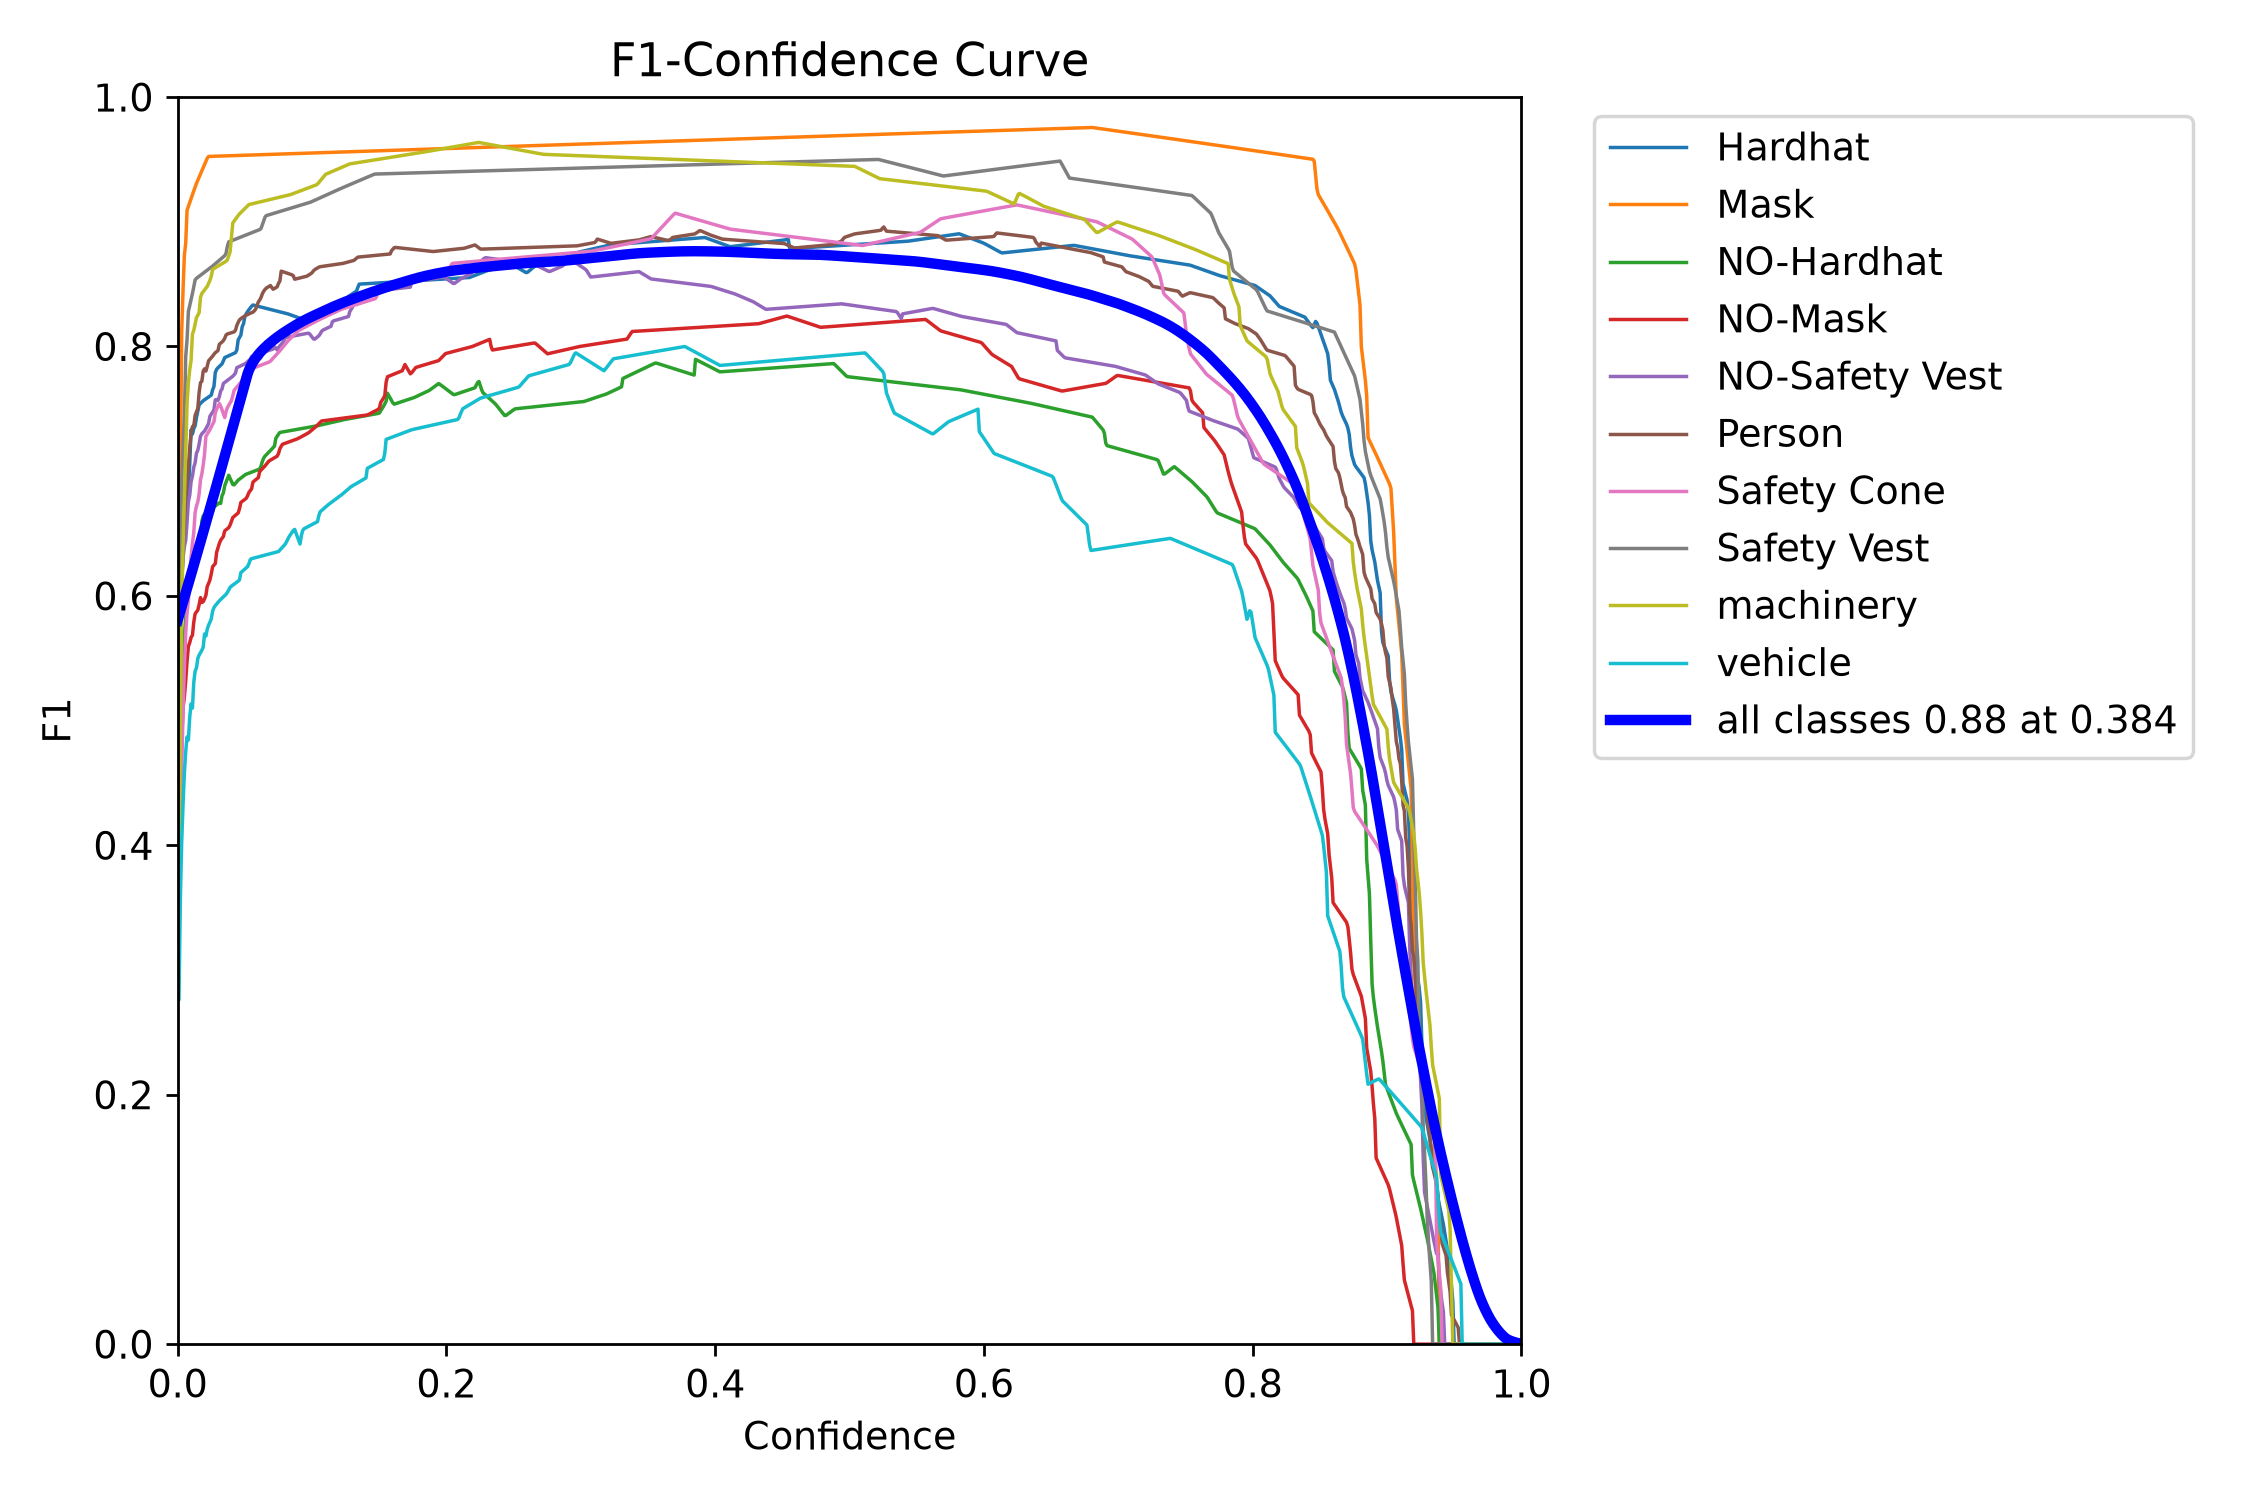 F1-Confidence Curve
1.0
0.8
0.6
0.4
0.2
0.0
F1
0.0 0.2 0.4 0.6 0.8 1.0
Confidence
Hardhat
Mask
NO-Hardhat
NO-Mask
NO-Safety Vest
Person
Safety Cone
Safety Vest
machinery
vehicle
all classes 0.88 at 0.384